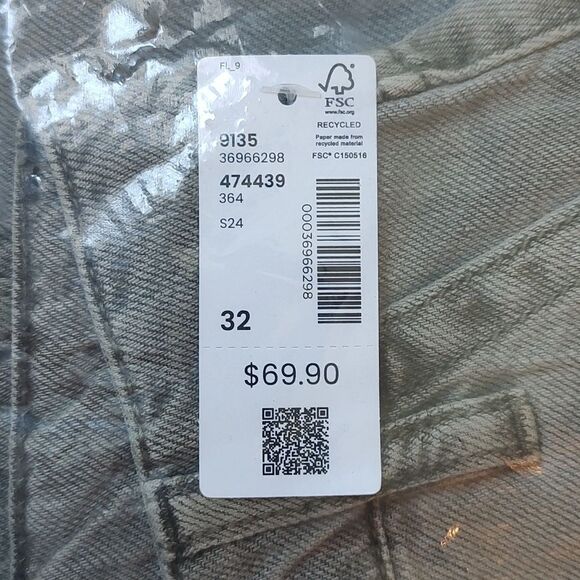 FI_9
FSC
www.fsc.org
RECYCLED
Paper made from
recycled material
FSC® C150516
9135
36966298
474439
364
S24
00036966298
32
$69.90